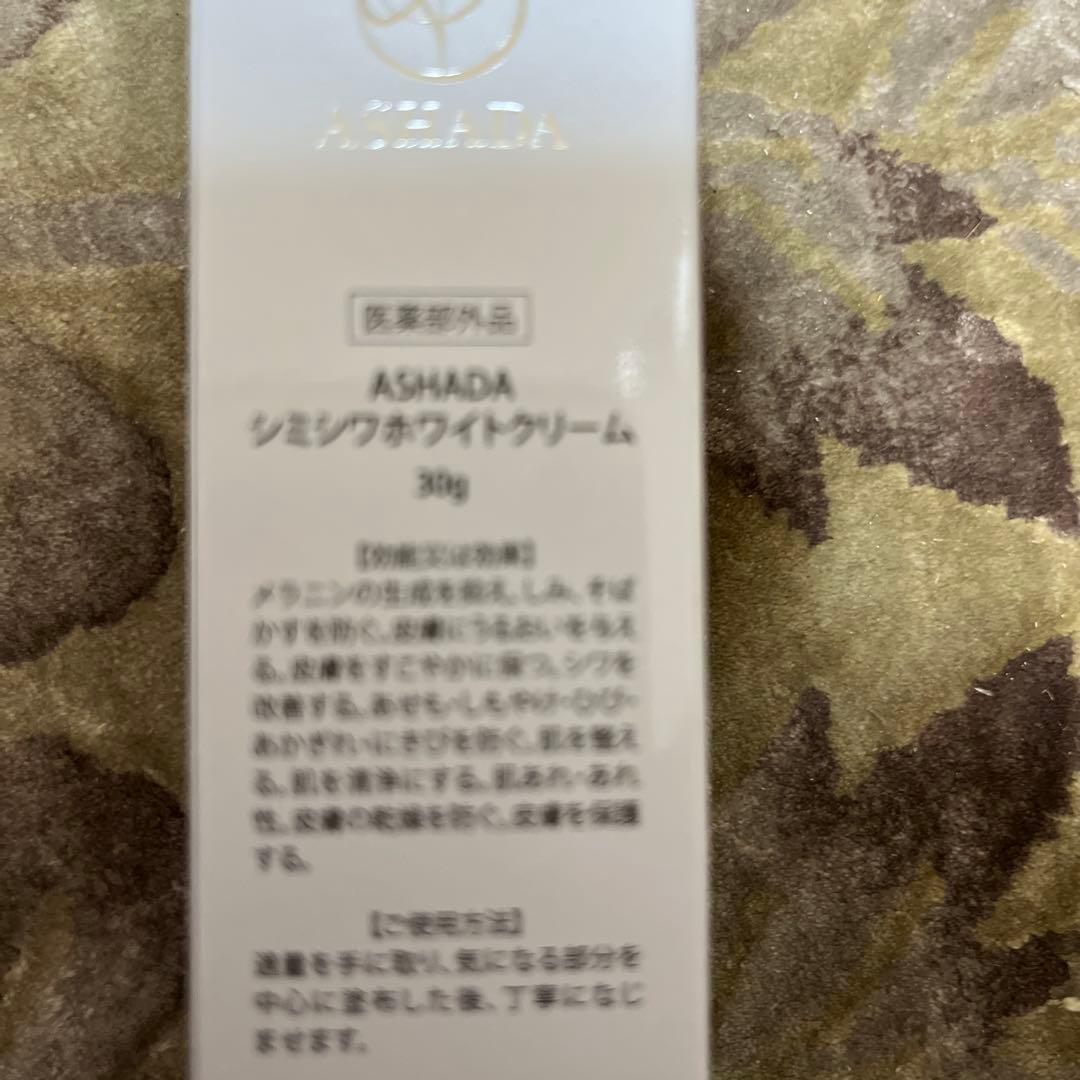 ASHADA
医薬部外品
ASHADA
シミシワホワイトクリーム
30g
【効能又は効果】
メラニンの生成を抑え、しみ、そば
かすを防ぐ。皮膚にうるおいを与え
る。皮膚をすこやかに保つ。シワを
改善する。あせも・しもやけ・ひび・
あかぎれ・にきびを防ぐ。肌を整え
る。肌を清浄にする。肌あれ・あれ
性。皮膚の乾燥を防ぐ。皮膚を保護
する。
【ご使用方法】
適量を手に取り、気になる部分を
中心に塗布した後、丁寧になじ
ませます。